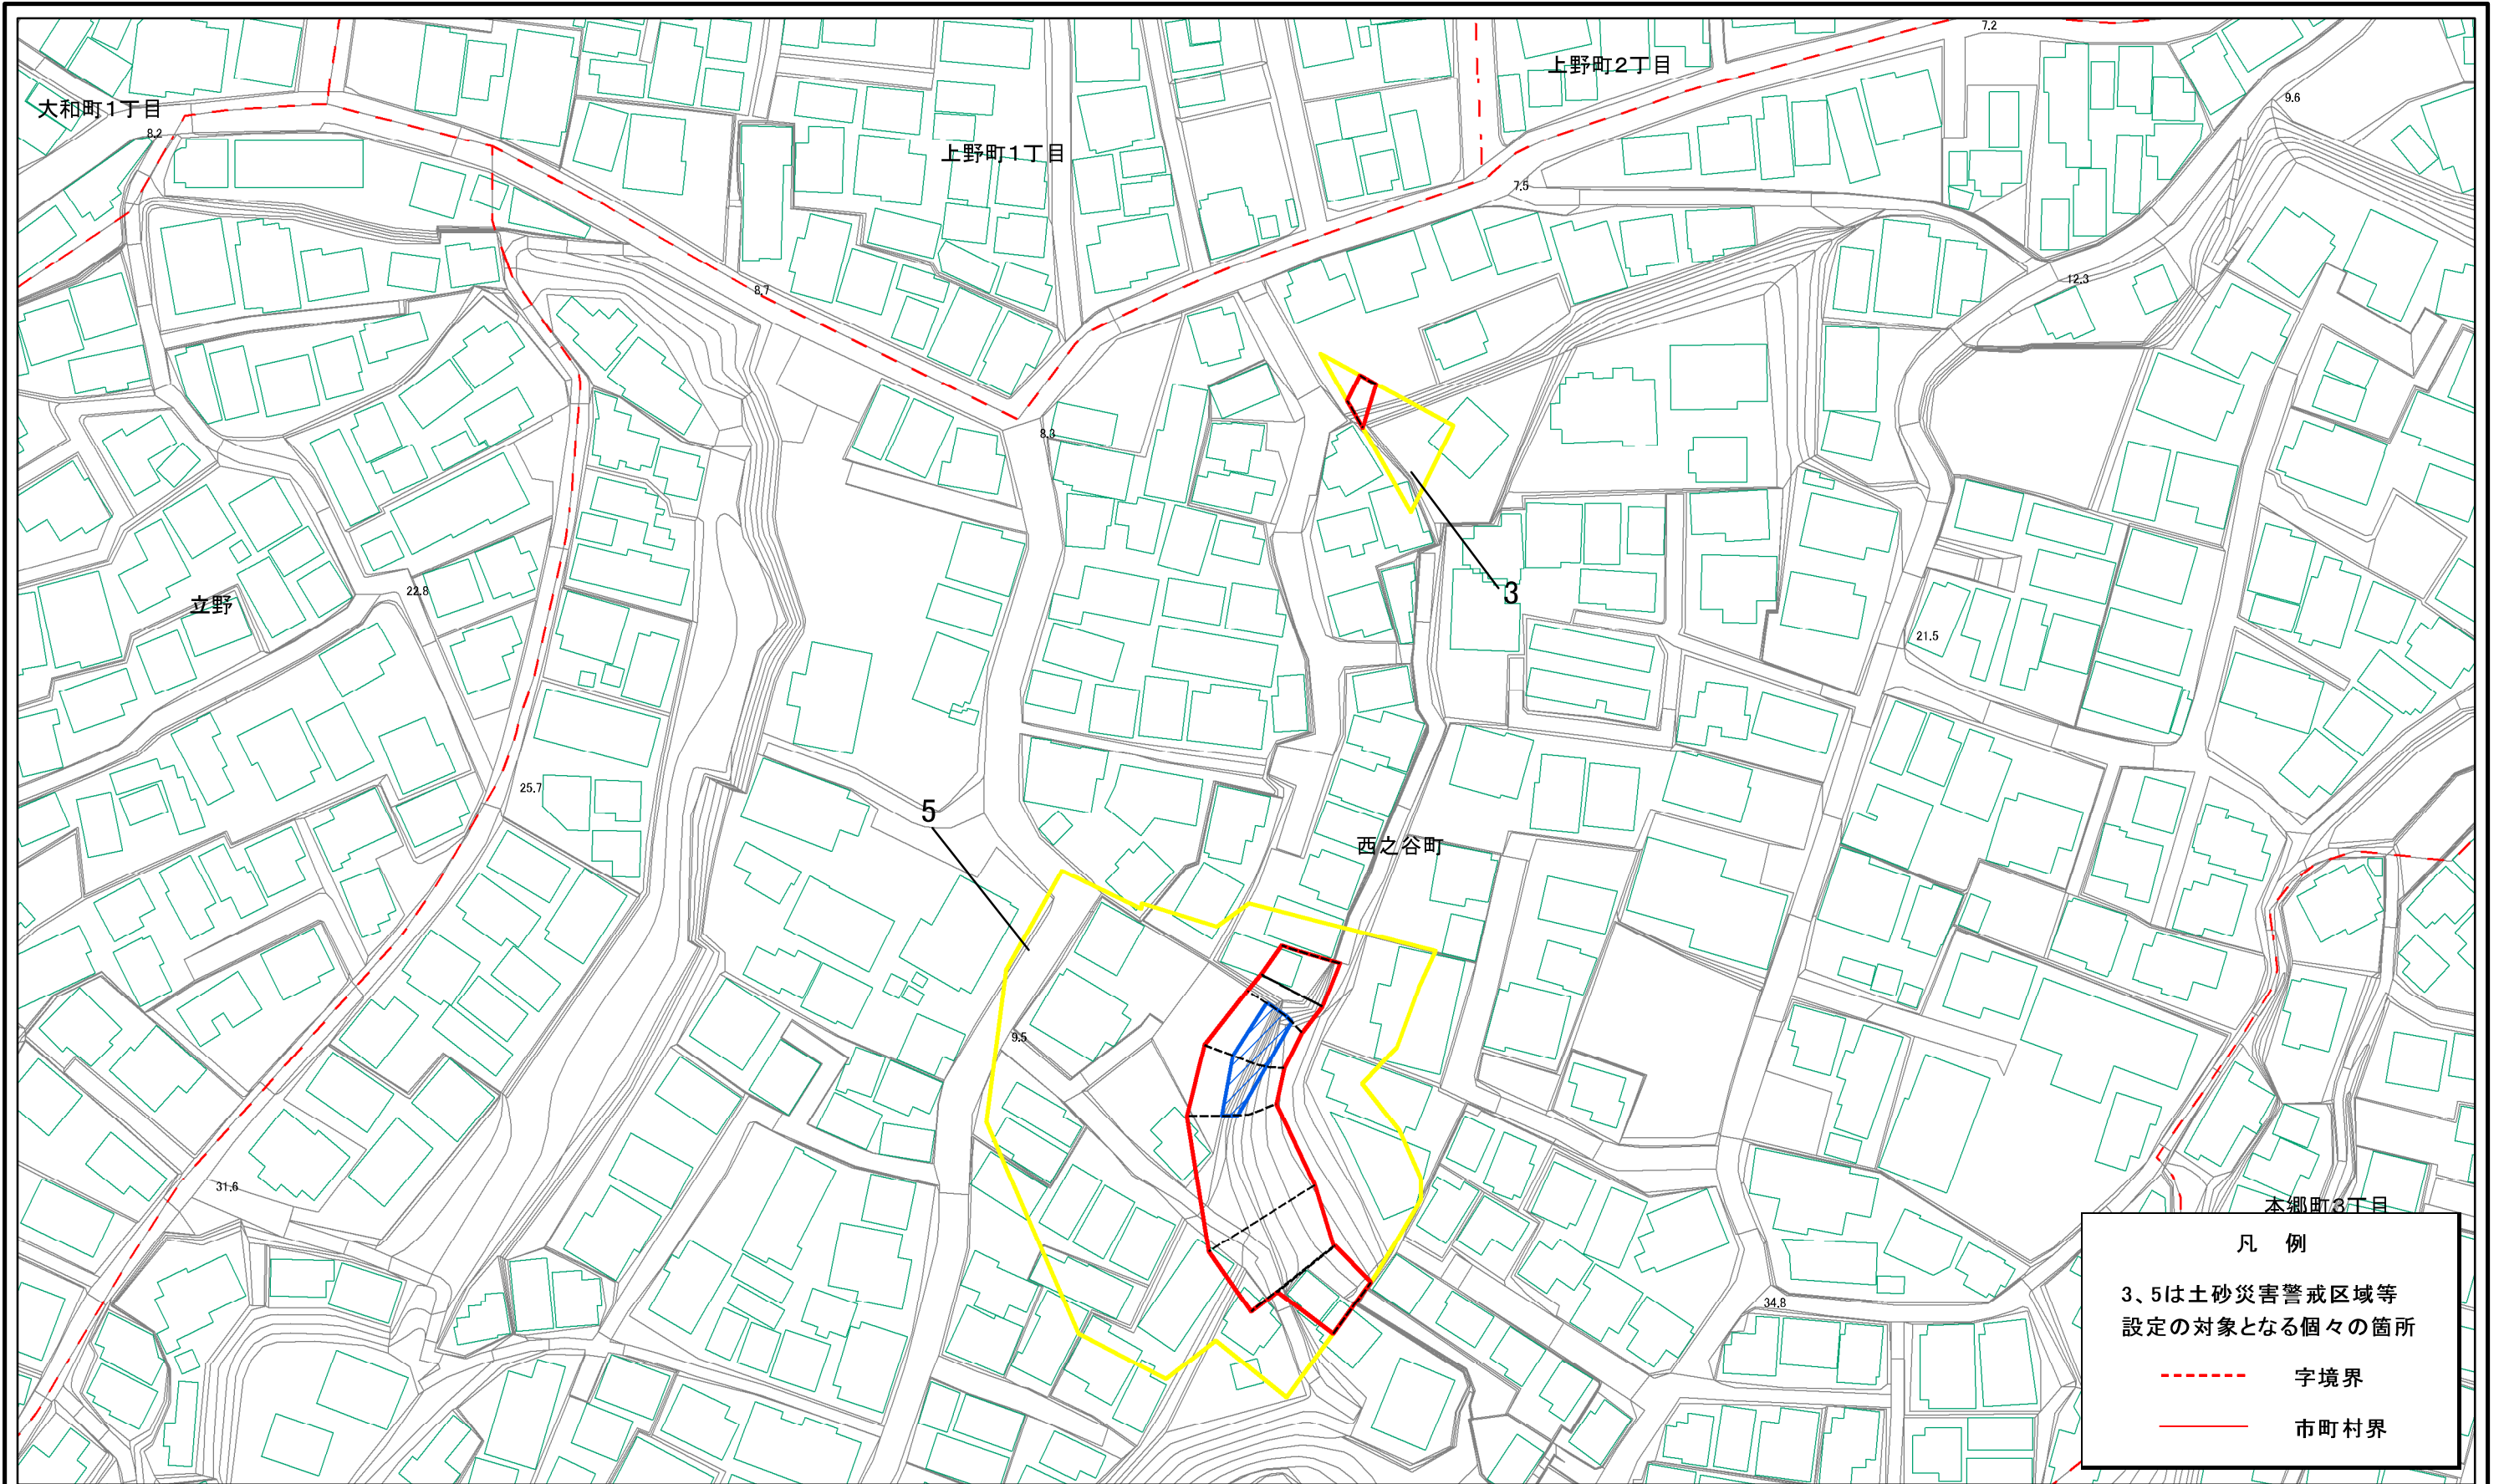 7.2
上野町2丁目
9.6
大和町1丁目
8.2
上野町1丁目
7.5
12.3
8.7
8.3
22.8
立野
3
21.5
25.7
5
西之谷町
9.5
31.6
本郷町3丁目
34.8
凡 例
3、5は土砂災害警戒区域等
設定の対象となる個々の箇所
字境界
市町村界